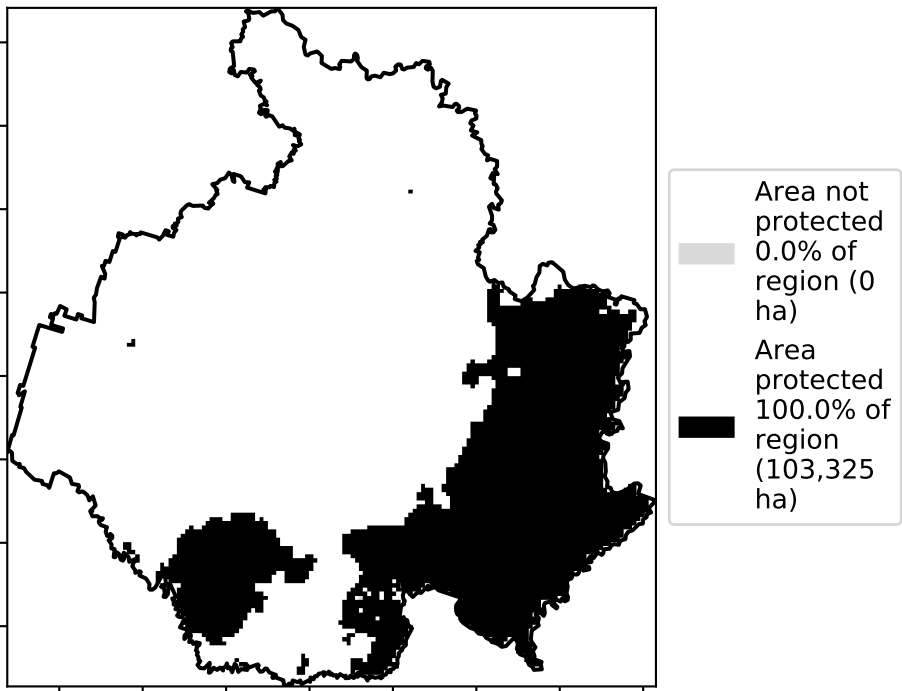 Area not
protected
0.0% of
region (0
ha)
Area
protected
100.0% of
region
(103,325
ha)